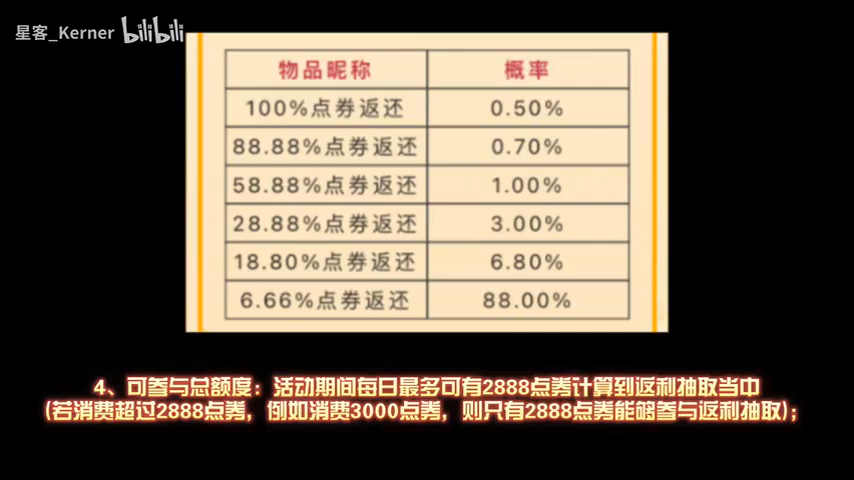 星客_Kerner bilibili
物品昵称 概率
100%点券返还 0.50%
88.88%点券返还 0.70%
58.88%点券返还 1.00%
28.88%点券返还 3.00%
18.80%点券返还 6.80%
6.66%点券返还 88.00%
4、可参与总额度：活动期间每日最多可有2888点券计算到返利抽取当中
(若消费超过2888点券，例如消费3000点券，则只有2888点券能够参与返利抽取)；